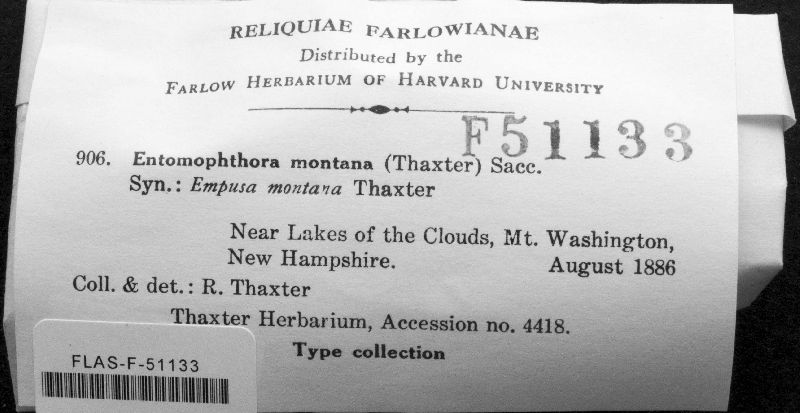 RELIQUIAE FARLOWIANAE
Distributed by the
FARLOW HERBARIUM OF HARVARD UNIVERSITY
F51133
906. Entomophthora montana (Thaxter) Sacc.
Syn.: Empusa montana Thaxter
Near Lakes of the Clouds, Mt. Washington,
New Hampshire. August 1886
Coll. & det.: R. Thaxter
Thaxter Herbarium, Accession no. 4418.
Type collection
FLAS-F-51133